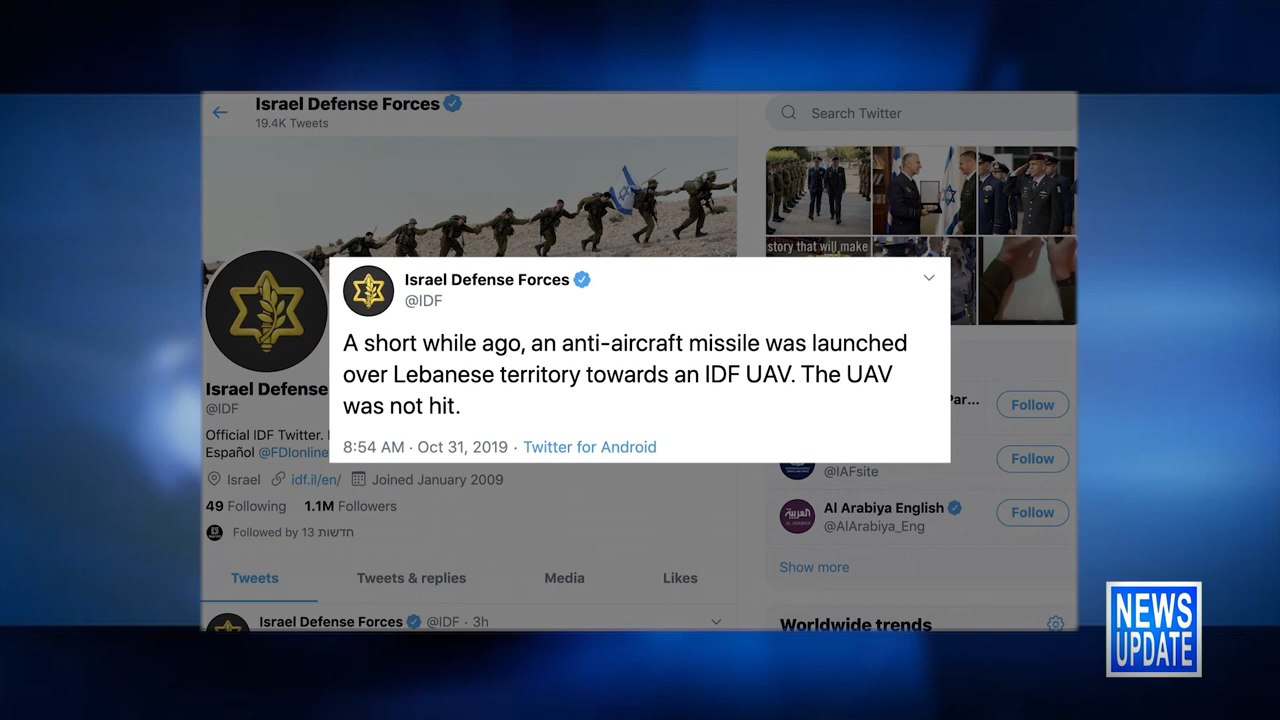 Israel Defense Forces
19.4K Tweets
Search Twitter
story that will make
Israel Defense Forces
@IDF
A short while ago, an anti-aircraft missile was launched
over Lebanese territory towards an IDF UAV. The UAV
was not hit.
8:54 AM · Oct 31, 2019 · Twitter for Android
Israel Defense
@IDF
Official IDF Twitter.
Español @FDIonline
Israel idf.il/en/ Joined January 2009
49 Following 1.1M Followers
Followed by 13 חדשות
Tweets Tweets & replies Media Likes
Israel Defense Forces @IDF · 3h
Par...
Follow
@IAFsite
Follow
العربية
AL ARABIYA
Al Arabiya English
@AlArabiya_Eng
Follow
Show more
Worldwide trends
NEWS
UPDATE